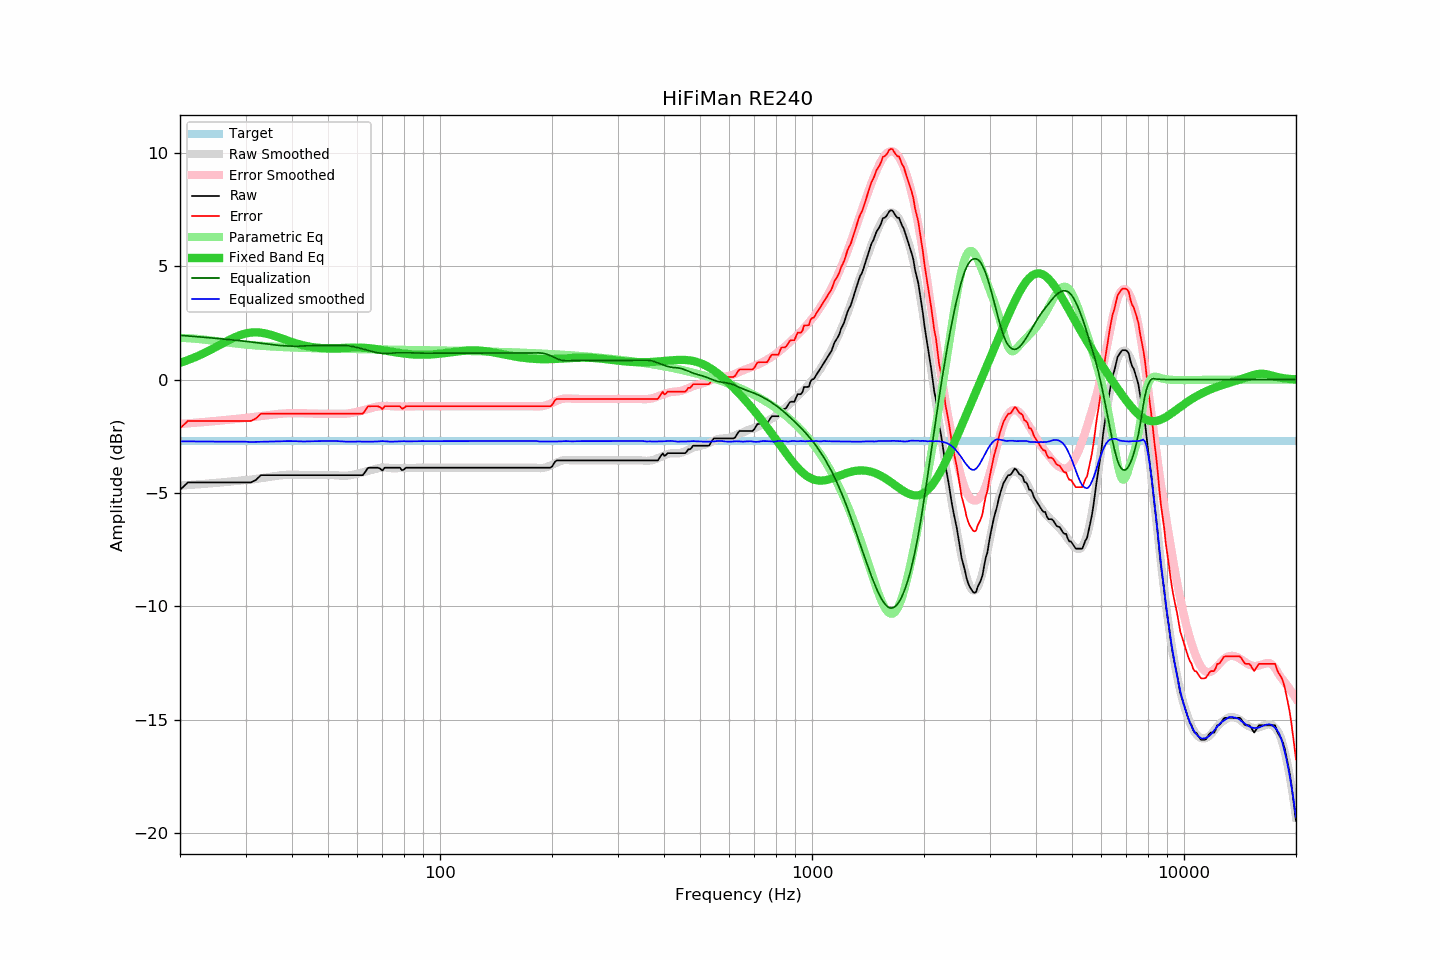 HiFiMan RE240
Target
Raw Smoothed
Error Smoothed
Raw
Error
Parametric Eq
Fixed Band Eq
Equalization
Equalized smoothed
10
5
0
−5
−10
−15
−20
Amplitude (dBr)
100
1000
10000
Frequency (Hz)